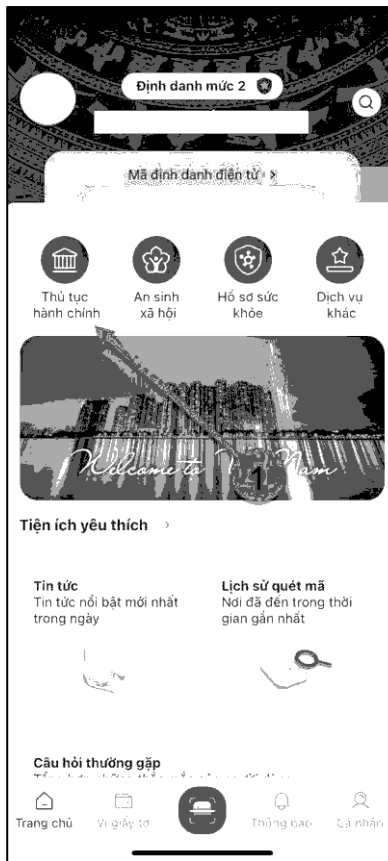 Định danh mức 2
Mã định danh điện tử >
Thủ tục
hành chính
An sinh
xã hội
Hồ sơ sức
khỏe
Dịch vụ
khác
Welcome to Nam
1
Tiện ích yêu thích >
Tin tức
Tin tức nổi bật mới nhất
trong ngày
Lịch sử quét mã
Nơi đã đến trong thời
gian gần nhất
Câu hỏi thường gặp
Trang chủ
Ví giấy tờ
Thông báo
Cá nhân